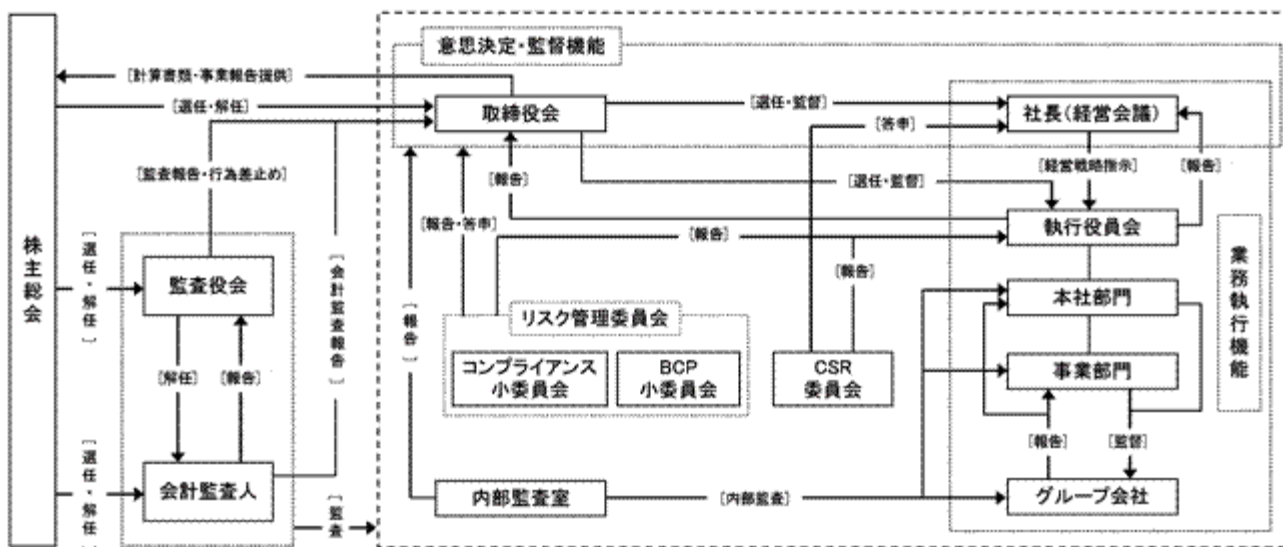 意思決定・監督機能
[計算書類・事業報告提供]
[選任・解任]
取締役会
[選任・監督]
社長(経営会議)
[答申]
[監査報告・行為差止め]
[報告]
[経営戦略指示]
[報告]
[選任・監督]
[報告・答申]
株主総会
[選任・解任]
監査役会
[会計監査報告]
[報告]
執行役員会
[報告]
業務執行機能
[報告]
リスク管理委員会
本社部門
コンプライアンス
小委員会
BCP
小委員会
CSR
委員会
事業部門
[解任]
[報告]
[報告]
[監督]
[選任・解任]
会計監査人
[監査]
内部監査室
[内部監査]
グループ会社